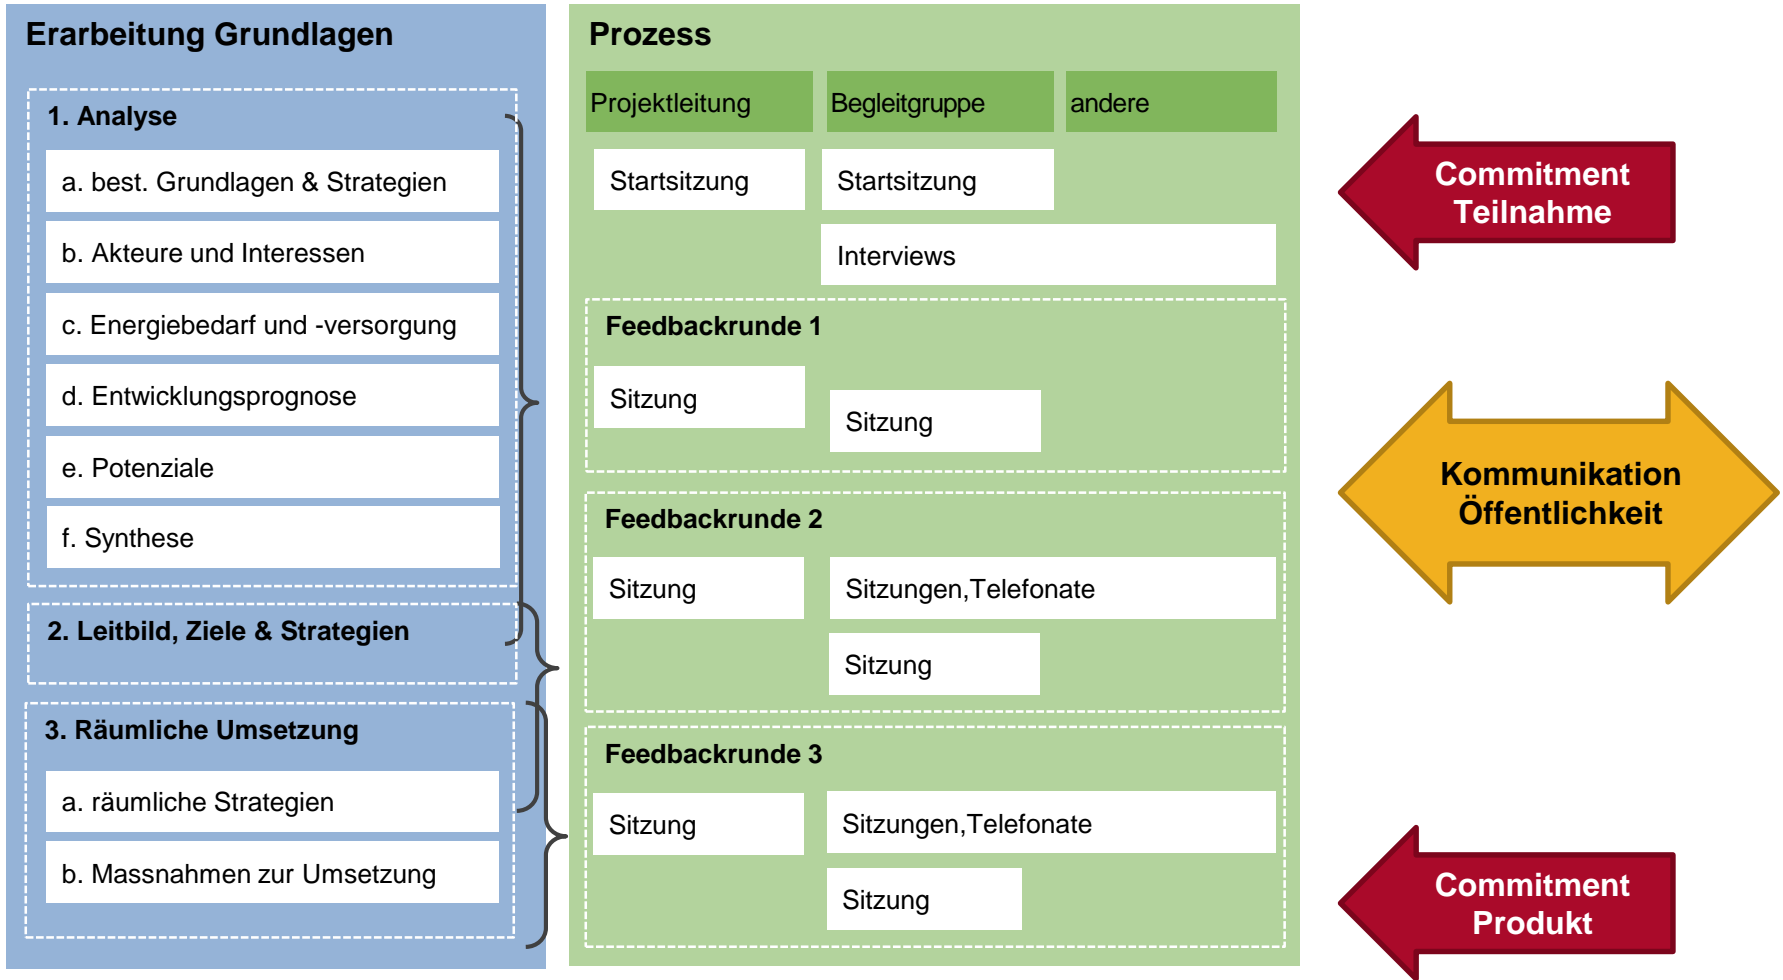 Erarbeitung Grundlagen
1. Analyse
a. best. Grundlagen & Strategien
b. Akteure und Interessen
c. Energiebedarf und -versorgung
d. Entwicklungsprognose
e. Potenziale
f. Synthese
2. Leitbild, Ziele & Strategien
3. Räumliche Umsetzung
a. räumliche Strategien
b. Massnahmen zur Umsetzung
Prozess
Projektleitung
Begleitgruppe
andere
Startsitzung
Startsitzung
Interviews
Feedbackrunde 1
Sitzung
Sitzung
Feedbackrunde 2
Sitzung
Sitzungen,Telefonate
Sitzung
Feedbackrunde 3
Sitzung
Sitzungen,Telefonate
Sitzung
Commitment
Teilnahme
Kommunikation
Öffentlichkeit
Commitment
Produkt